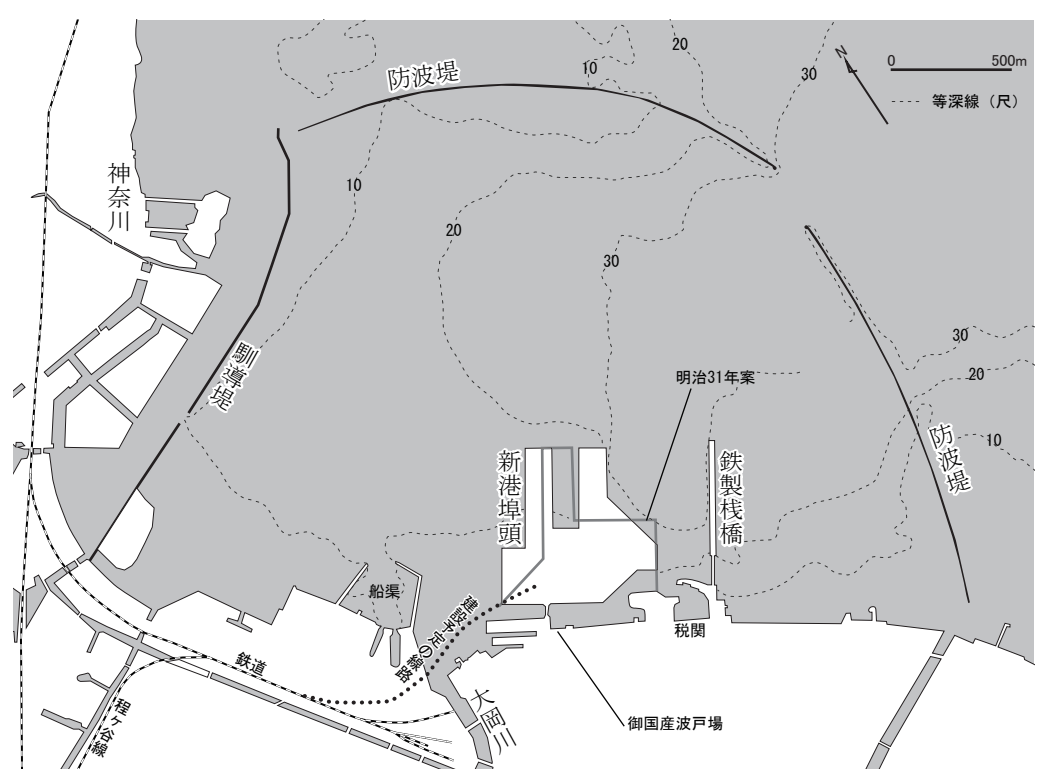 防波堤
20
10
30
N
0 500m
等深線（尺）
神奈川
10
20
30
馴導堤
明治31年案
30
20
10
防波堤
新港埠頭
鉄製桟橋
船渠
建設予定の線路
税関
鉄道
大岡川
程ヶ谷線
御国産波戸場